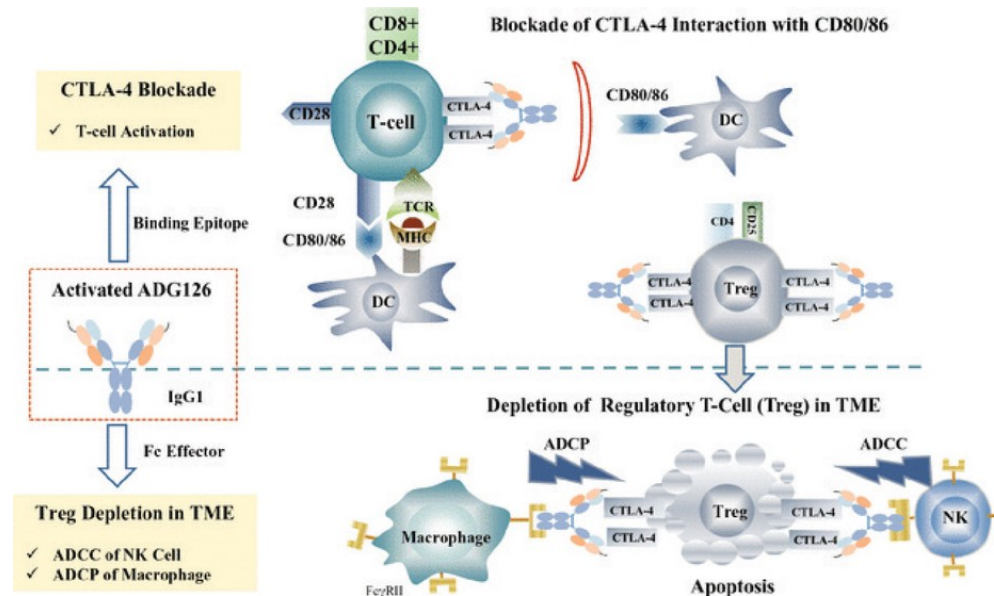 CD8+
CD4+
Blockade of CTLA-4 Interaction with CD80/86
CTLA-4 Blockade
✓ T-cell Activation
CD28
T-cell
CTLA-4
CTLA-4
CD80/86
DC
Binding Epitope
CD28
TCR
CD80/86
MHC
DC
CD4
CD25
CTLA-4
CTLA-4
Treg
CTLA-4
CTLA-4
Activated ADG126
IgG1
Depletion of Regulatory T-Cell (Treg) in TME
Fc Effector
ADCP
ADCC
Treg Depletion in TME
✓ ADCC of NK Cell
✓ ADCP of Macrophage
Macrophage
CTLA-4
CTLA-4
Treg
CTLA-4
CTLA-4
NK
FcγRII
Apoptosis